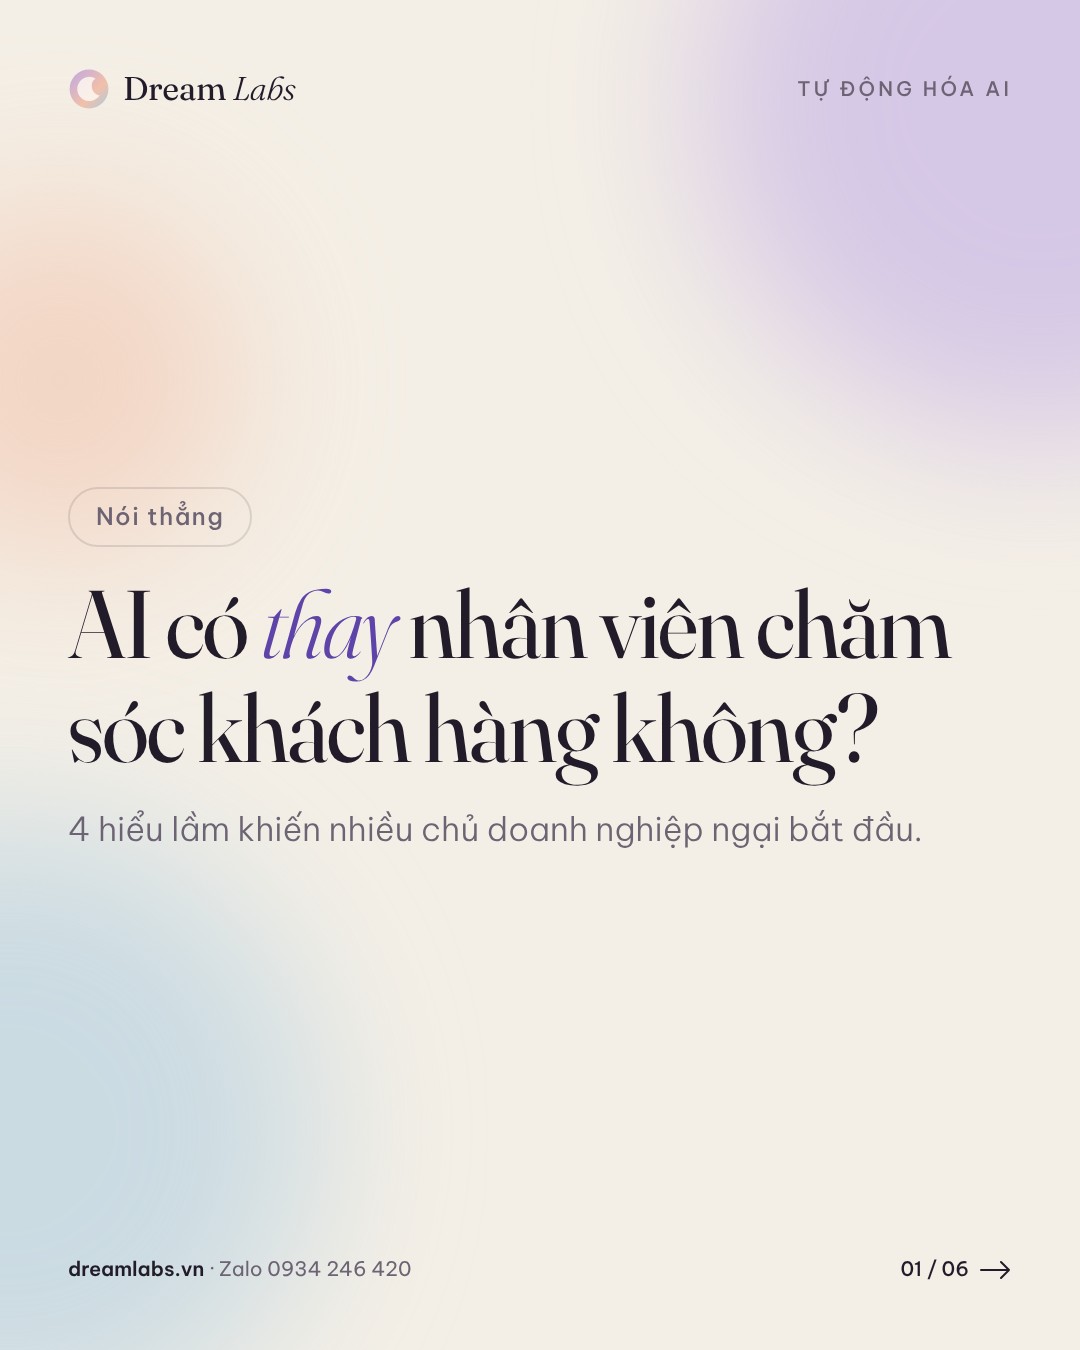 Dream Labs
TỰ ĐỘNG HÓA AI
Nói thẳng
AI có thay nhân viên chăm
sóc khách hàng không?
4 hiểu lầm khiến nhiều chủ doanh nghiệp ngại bắt đầu.
dreamlabs.vn · Zalo 0934 246 420
01 / 06 →